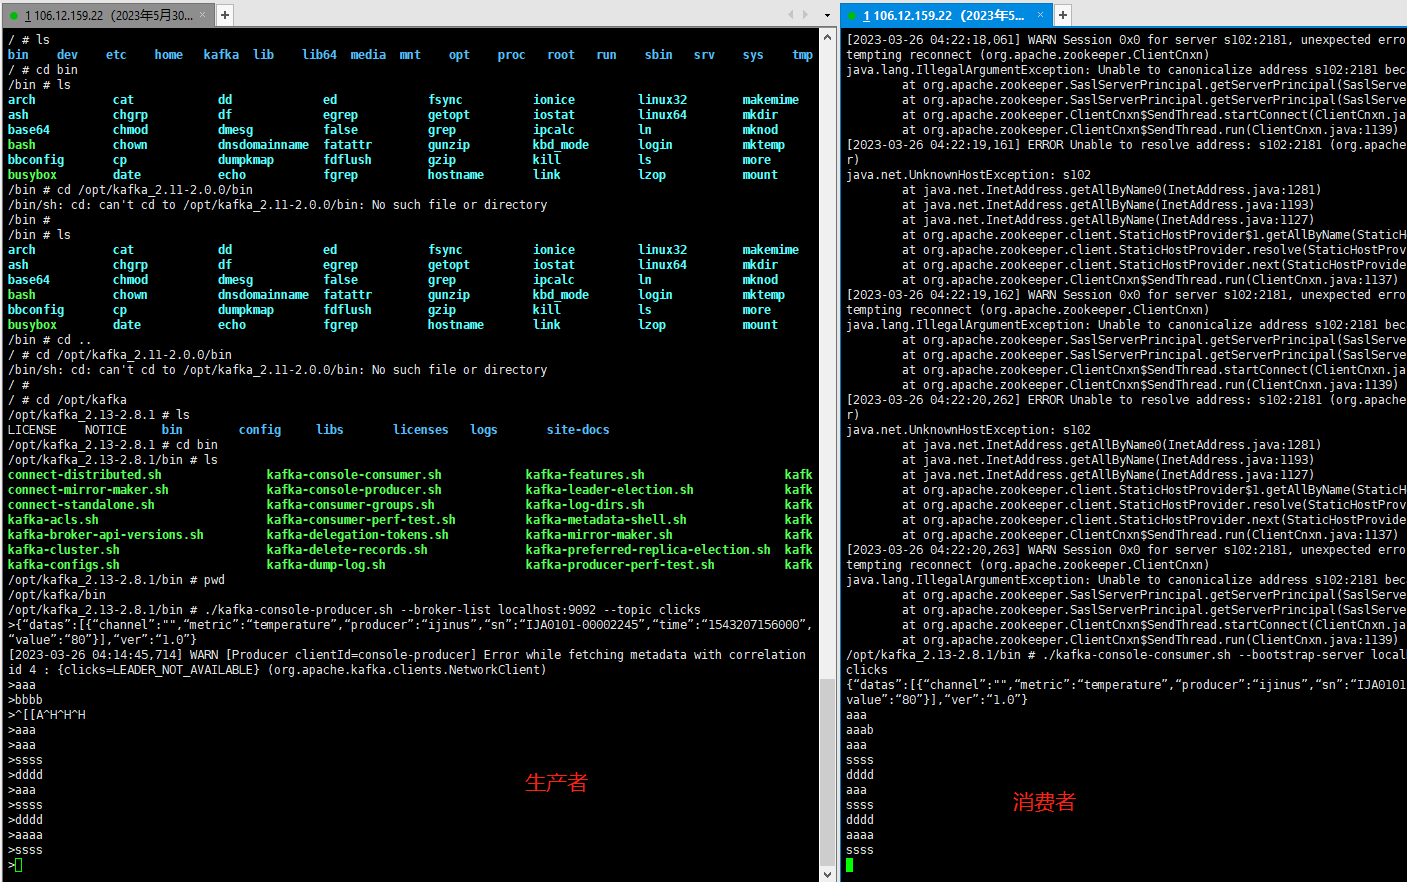 1 106.12.159.22（2023年5月30... × +
/ # ls
bin dev etc home kafka lib lib64 media mnt opt proc root run sbin srv sys tmp
/ # cd bin
/bin # ls
arch cat dd ed fsync ionice linux32 makemime
ash chgrp df egrep getopt iostat linux64 mkdir
base64 chmod dmesg false grep ipcalc ln mknod
bash chown dnsdomainname fatattr gunzip kbd_mode login mktemp
bbconfig cp dumpkmap fdflush gzip kill ls more
busybox date echo fgrep hostname link lzop mount
/bin # cd /opt/kafka_2.11-2.0.0/bin
/bin/sh: cd: can't cd to /opt/kafka_2.11-2.0.0/bin: No such file or directory
/bin #
/bin # ls
arch cat dd ed fsync ionice linux32 makemime
ash chgrp df egrep getopt iostat linux64 mkdir
base64 chmod dmesg false grep ipcalc ln mknod
bash chown dnsdomainname fatattr gunzip kbd_mode login mktemp
bbconfig cp dumpkmap fdflush gzip kill ls more
busybox date echo fgrep hostname link lzop mount
/bin # cd ..
/ # cd /opt/kafka_2.11-2.0.0/bin
/bin/sh: cd: can't cd to /opt/kafka_2.11-2.0.0/bin: No such file or directory
/ #
/ # cd /opt/kafka
/opt/kafka_2.13-2.8.1 # ls
LICENSE NOTICE bin config libs licenses logs site-docs
/opt/kafka_2.13-2.8.1 # cd bin
/opt/kafka_2.13-2.8.1/bin # ls
connect-distributed.sh kafka-console-consumer.sh kafka-features.sh kafk
connect-mirror-maker.sh kafka-console-producer.sh kafka-leader-election.sh kafk
connect-standalone.sh kafka-consumer-groups.sh kafka-log-dirs.sh kafk
kafka-acls.sh kafka-consumer-perf-test.sh kafka-metadata-shell.sh kafk
kafka-broker-api-versions.sh kafka-delegation-tokens.sh kafka-mirror-maker.sh kafk
kafka-cluster.sh kafka-delete-records.sh kafka-preferred-replica-election.sh kafk
kafka-configs.sh kafka-dump-log.sh kafka-producer-perf-test.sh kafk
/opt/kafka_2.13-2.8.1/bin # pwd
/opt/kafka/bin
/opt/kafka_2.13-2.8.1/bin # ./kafka-console-producer.sh --broker-list localhost:9092 --topic clicks
>{“datas”:[{“channel”:"",“metric”:“temperature”,“producer”:“ijinus”,“sn”:“IJA0101-00002245”,“time”:“1543207156000”,
“value”:“80”}],“ver”:“1.0”}
[2023-03-26 04:14:45,714] WARN [Producer clientId=console-producer] Error while fetching metadata with correlation
id 4 : {clicks=LEADER_NOT_AVAILABLE} (org.apache.kafka.clients.NetworkClient)
>aaa
>bbbb
>^[[A^H^H^H
>aaa
>aaa
>ssss
>dddd
>aaa
>ssss
>dddd
>aaaa
>ssss
>
生产者
1 106.12.159.22（2023年5... × +
[2023-03-26 04:22:18,061] WARN Session 0x0 for server s102:2181, unexpected erro
tempting reconnect (org.apache.zookeeper.ClientCnxn)
java.lang.IllegalArgumentException: Unable to canonicalize address s102:2181 bec
at org.apache.zookeeper.SaslServerPrincipal.getServerPrincipal(SaslServe
at org.apache.zookeeper.SaslServerPrincipal.getServerPrincipal(SaslServe
at org.apache.zookeeper.ClientCnxn$SendThread.startConnect(ClientCnxn.ja
at org.apache.zookeeper.ClientCnxn$SendThread.run(ClientCnxn.java:1139)
[2023-03-26 04:22:19,161] ERROR Unable to resolve address: s102:2181 (org.apache
r)
java.net.UnknownHostException: s102
at java.net.InetAddress.getAllByName0(InetAddress.java:1281)
at java.net.InetAddress.getAllByName(InetAddress.java:1193)
at java.net.InetAddress.getAllByName(InetAddress.java:1127)
at org.apache.zookeeper.client.StaticHostProvider$1.getAllByName(StaticH
at org.apache.zookeeper.client.StaticHostProvider.resolve(StaticHostProv
at org.apache.zookeeper.client.StaticHostProvider.next(StaticHostProvide
at org.apache.zookeeper.ClientCnxn$SendThread.run(ClientCnxn.java:1137)
[2023-03-26 04:22:19,162] WARN Session 0x0 for server s102:2181, unexpected erro
tempting reconnect (org.apache.zookeeper.ClientCnxn)
java.lang.IllegalArgumentException: Unable to canonicalize address s102:2181 bec
at org.apache.zookeeper.SaslServerPrincipal.getServerPrincipal(SaslServe
at org.apache.zookeeper.SaslServerPrincipal.getServerPrincipal(SaslServe
at org.apache.zookeeper.ClientCnxn$SendThread.startConnect(ClientCnxn.ja
at org.apache.zookeeper.ClientCnxn$SendThread.run(ClientCnxn.java:1139)
[2023-03-26 04:22:20,262] ERROR Unable to resolve address: s102:2181 (org.apache
r)
java.net.UnknownHostException: s102
at java.net.InetAddress.getAllByName0(InetAddress.java:1281)
at java.net.InetAddress.getAllByName(InetAddress.java:1193)
at java.net.InetAddress.getAllByName(InetAddress.java:1127)
at org.apache.zookeeper.client.StaticHostProvider$1.getAllByName(StaticH
at org.apache.zookeeper.client.StaticHostProvider.resolve(StaticHostProv
at org.apache.zookeeper.client.StaticHostProvider.next(StaticHostProvide
at org.apache.zookeeper.ClientCnxn$SendThread.run(ClientCnxn.java:1137)
[2023-03-26 04:22:20,263] WARN Session 0x0 for server s102:2181, unexpected erro
tempting reconnect (org.apache.zookeeper.ClientCnxn)
java.lang.IllegalArgumentException: Unable to canonicalize address s102:2181 bec
at org.apache.zookeeper.SaslServerPrincipal.getServerPrincipal(SaslServe
at org.apache.zookeeper.SaslServerPrincipal.getServerPrincipal(SaslServe
at org.apache.zookeeper.ClientCnxn$SendThread.startConnect(ClientCnxn.ja
at org.apache.zookeeper.ClientCnxn$SendThread.run(ClientCnxn.java:1139)
/opt/kafka_2.13-2.8.1/bin # ./kafka-console-consumer.sh --bootstrap-server local
clicks
{“datas”:[{“channel”:"",“metric”:“temperature”,“producer”:“ijinus”,“sn”:“IJA0101
value”:“80”}],“ver”:“1.0”}
aaa
aaab
aaa
ssss
dddd
aaa
ssss
dddd
aaaa
ssss
消费者